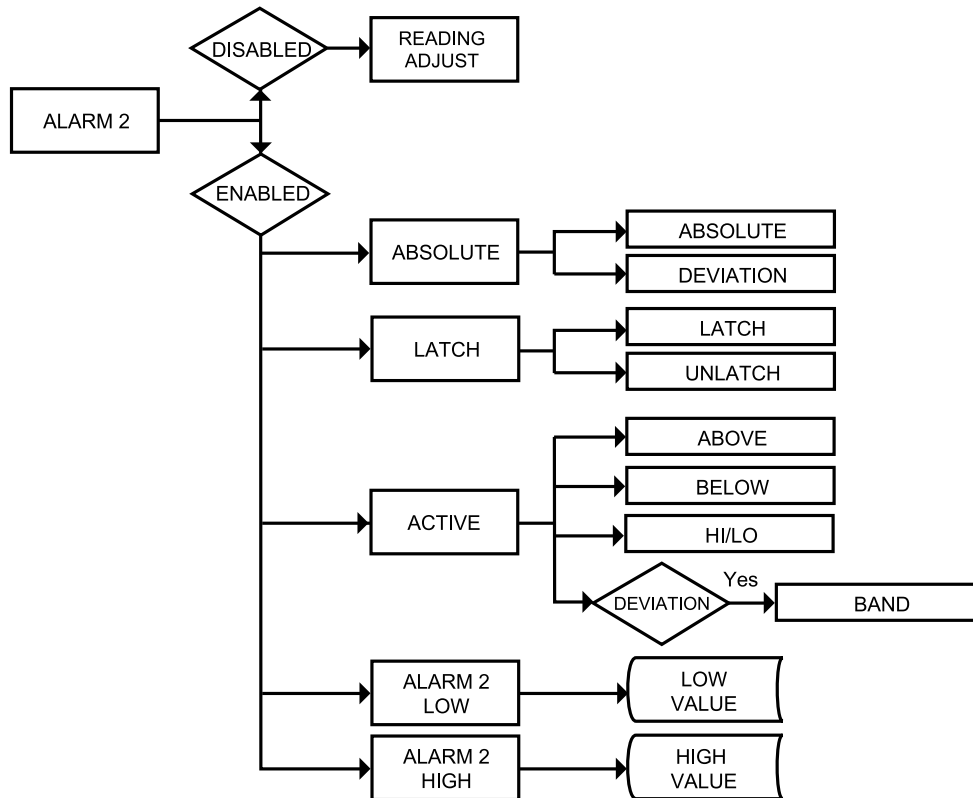 DISABLED
READING
ADJUST
ALARM 2
ENABLED
ABSOLUTE
ABSOLUTE
DEVIATION
LATCH
LATCH
UNLATCH
ACTIVE
ABOVE
BELOW
HI/LO
DEVIATION
Yes
BAND
ALARM 2
LOW
LOW
VALUE
ALARM 2
HIGH
HIGH
VALUE